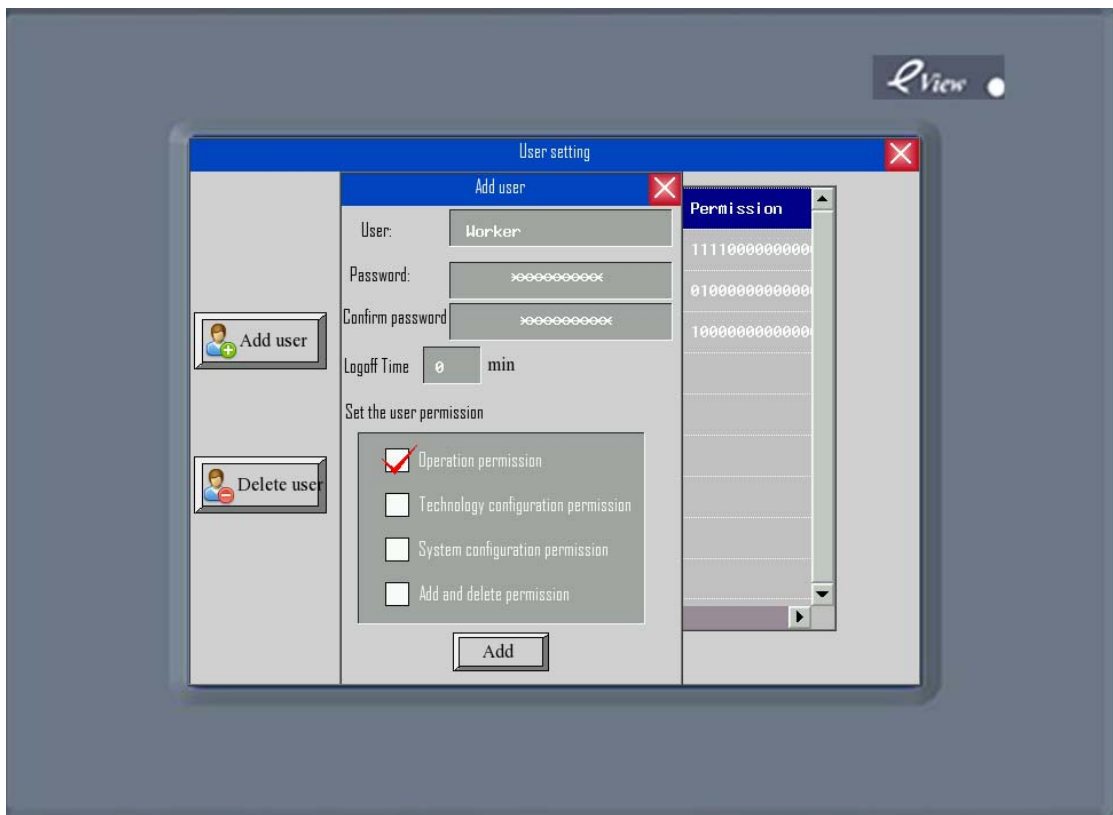 eView
User setting
Add user
Permission
User:
Worker
1111000000000
Password:
**********
0100000000000
Confirm password
**********
1000000000000
Add user
Logoff Time
0
min
Set the user permission
Operation permission
Delete user
Technology configuration permission
System configuration permission
Add and delete permission
Add